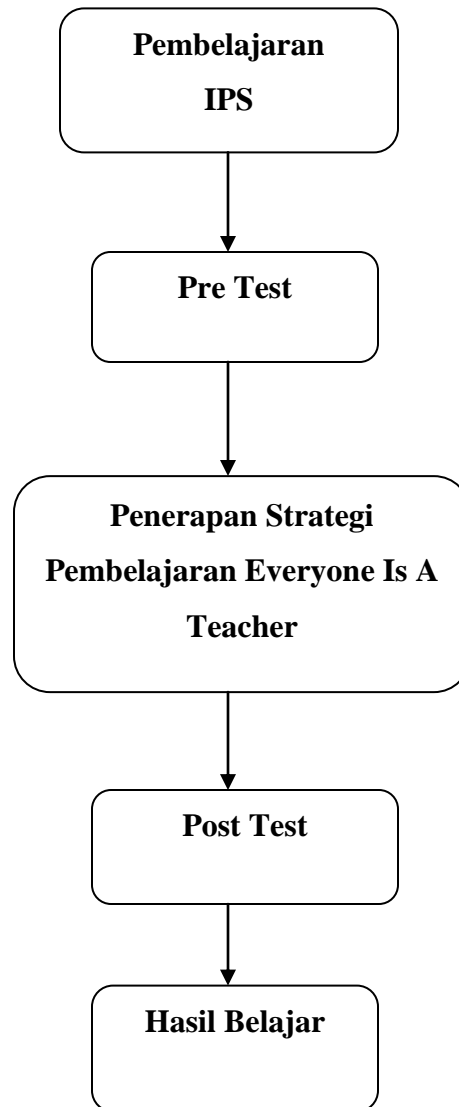 Pembelajaran
IPS
Pre Test
Penerapan Strategi
Pembelajaran Everyone Is A
Teacher
Post Test
Hasil Belajar